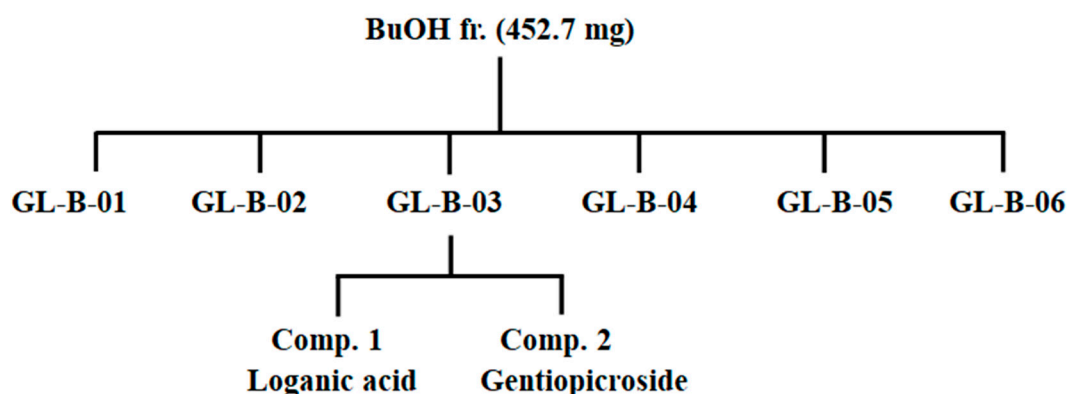 BuOH fr. (452.7 mg)
GL-B-01 GL-B-02 GL-B-03 GL-B-04 GL-B-05 GL-B-06
Comp. 1 Comp. 2
Loganic acid Gentiopicroside